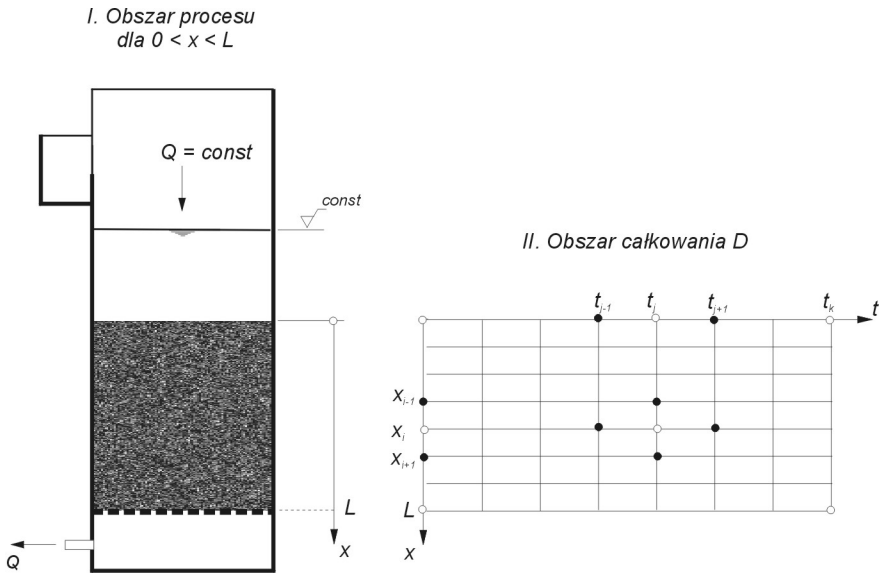 I. Obszar procesu
dla 0 < x < L
Q = const
const
L
x
Q
II. Obszar całkowania D
t_{j-1} t_j t_{j+1} t_k t
x_{i-1}
x_i
x_{i+1}
L
x